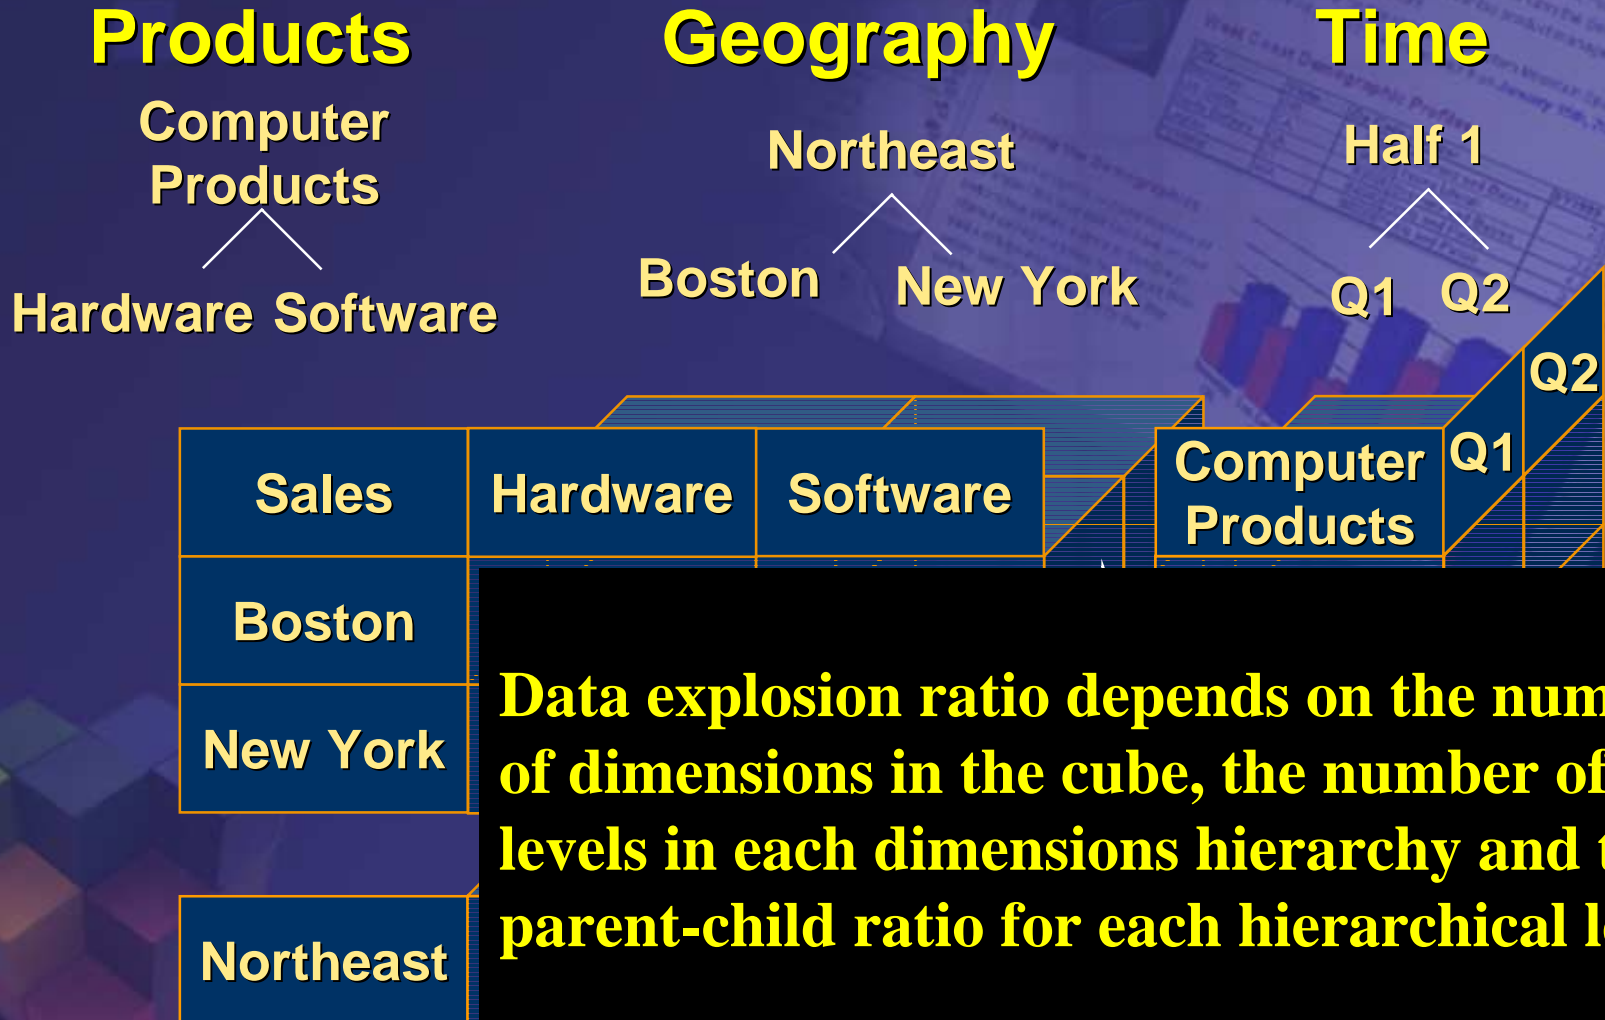 Products
Geography
Time
Computer
Products
Northeast
Half 1
Hardware Software
Boston
New York
Q1
Q2
Q2
Q1
Sales
Hardware
Software
Computer
Products
Boston
New York
Northeast
Data explosion ratio depends on the num
of dimensions in the cube, the number of
levels in each dimensions hierarchy and t
parent-child ratio for each hierarchical le